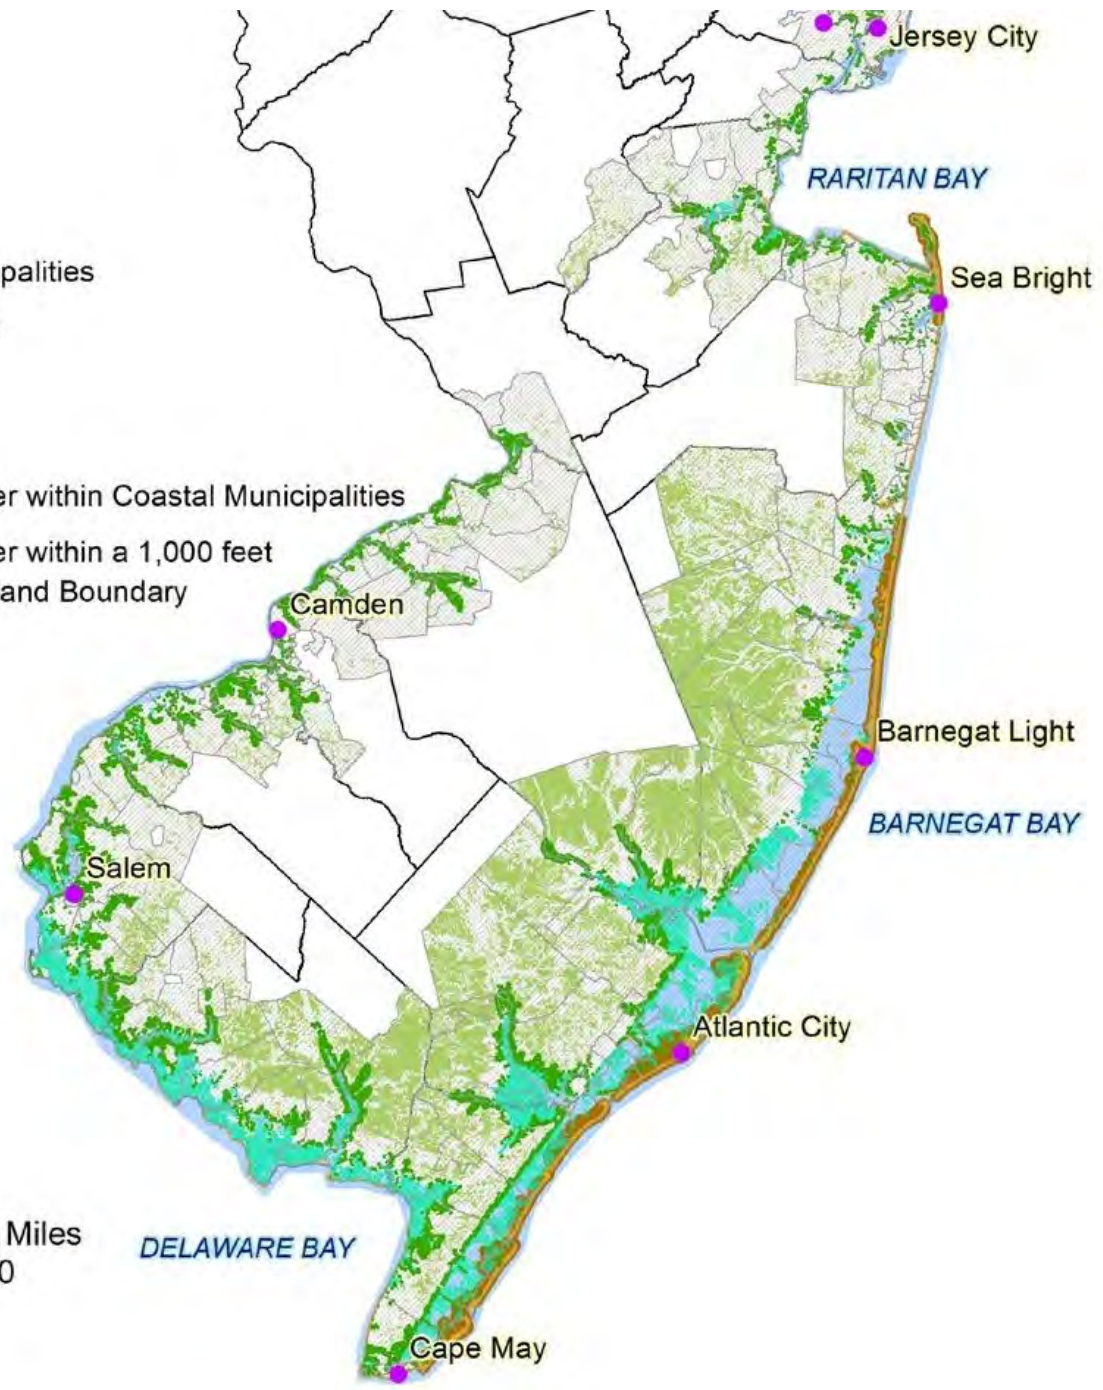 Jersey City
RARITAN BAY
palities
Sea Bright
er within Coastal Municipalities
er within a 1,000 feet
and Boundary
Camden
Barnegat Light
BARNEGAT BAY
Salem
Atlantic City
Miles
DELAWARE BAY
0
Cape May